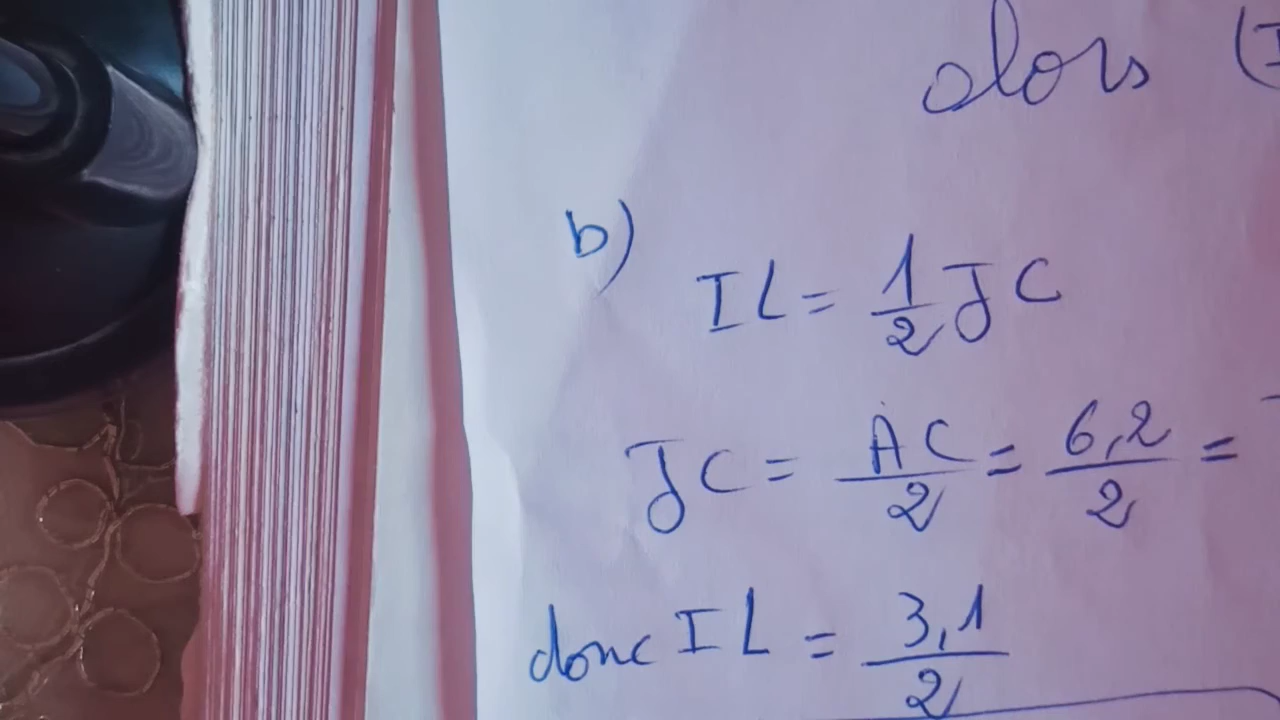 alors (I
b)
IL = 1/2 JC
JC = AC/2 = 6,2/2 =
donc IL = 3,1/2